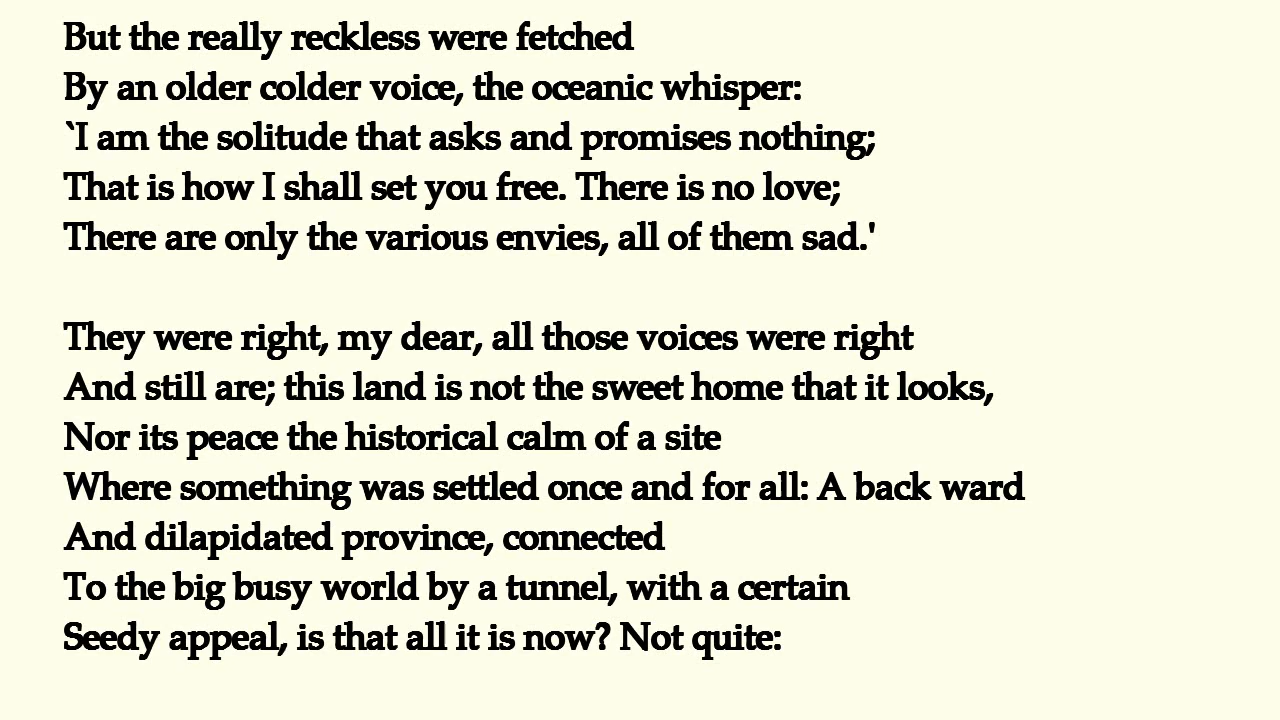 But the really reckless were fetched
By an older colder voice, the oceanic whisper:
`I am the solitude that asks and promises nothing;
That is how I shall set you free. There is no love;
There are only the various envies, all of them sad.'
They were right, my dear, all those voices were right
And still are; this land is not the sweet home that it looks,
Nor its peace the historical calm of a site
Where something was settled once and for all: A back ward
And dilapidated province, connected
To the big busy world by a tunnel, with a certain
Seedy appeal, is that all it is now? Not quite: